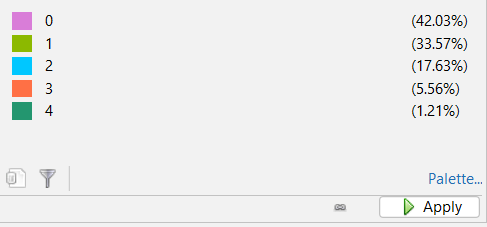 0 (42.03%)
1 (33.57%)
2 (17.63%)
3 (5.56%)
4 (1.21%)
Palette...
Apply